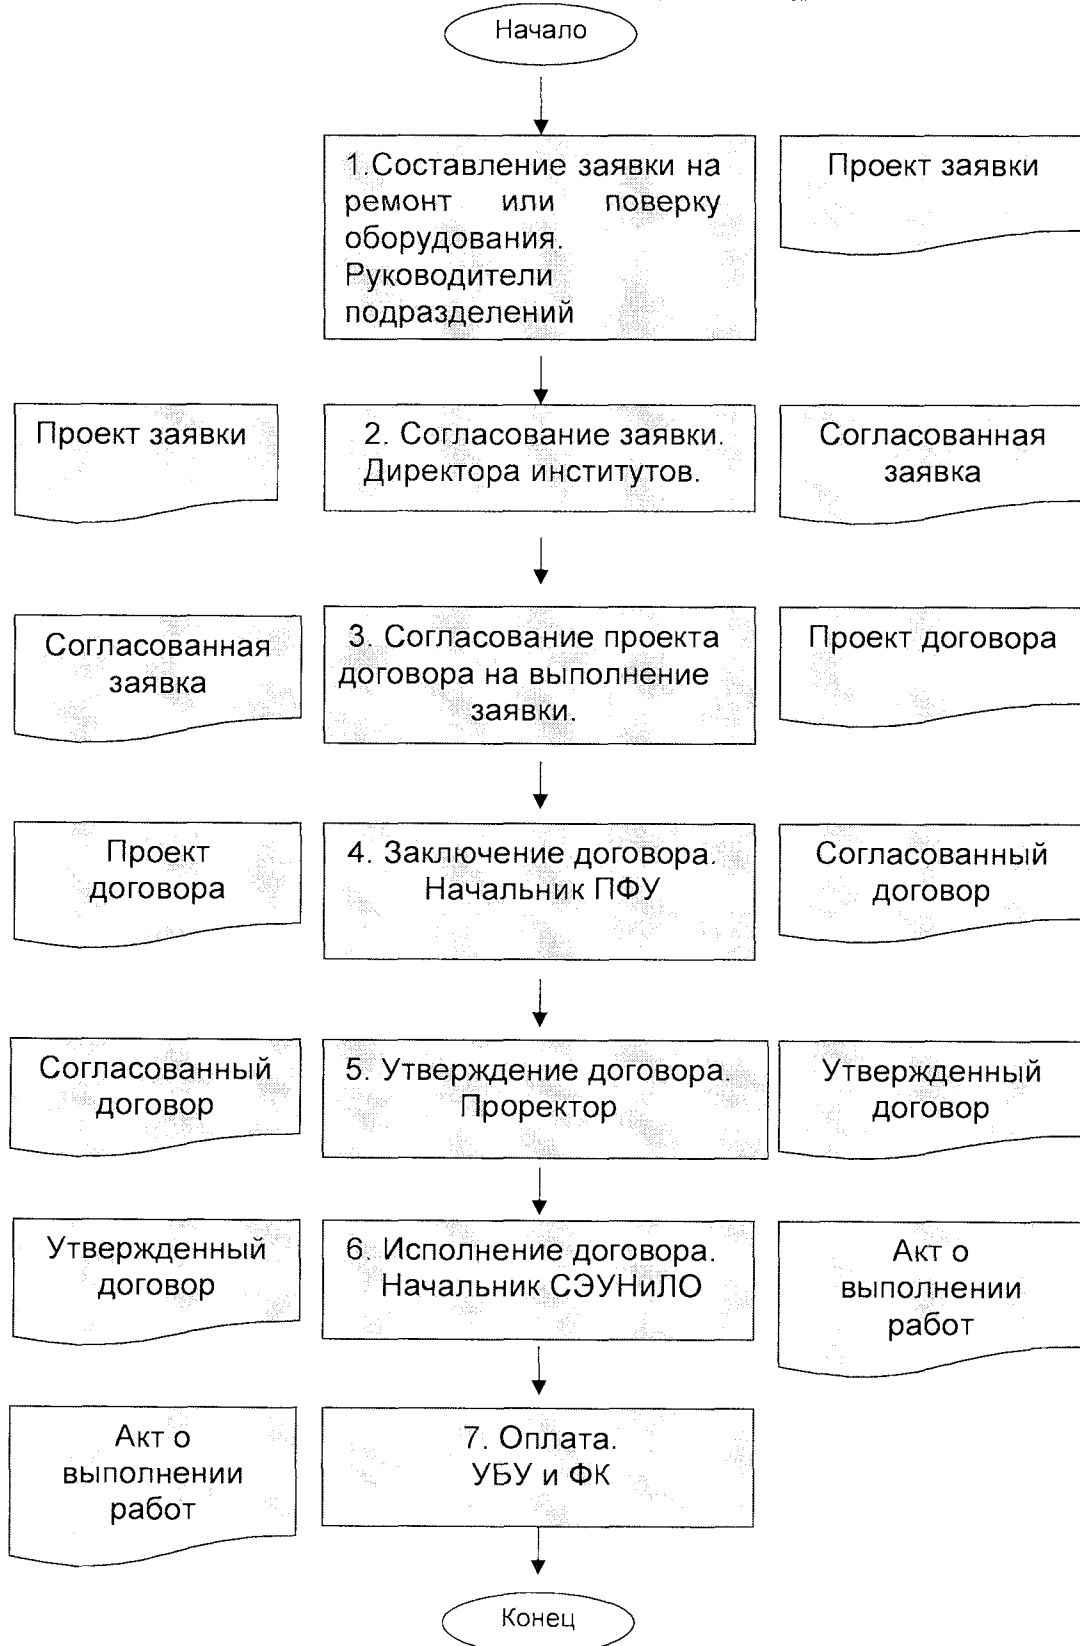 Начало
1.Составление заявки на
ремонт или поверку
оборудования.
Руководители
подразделений
Проект заявки
Проект заявки
2. Согласование заявки.
Директора институтов.
Согласованная
заявка
Согласованная
заявка
3. Согласование проекта
договора на выполнение
заявки.
Проект договора
Проект
договора
4. Заключение договора.
Начальник ПФУ
Согласованный
договор
Согласованный
договор
5. Утверждение договора.
Проректор
Утвержденный
договор
Утвержденный
договор
6. Исполнение договора.
Начальник СЭУНиЛО
Акт о
выполнении
работ
Акт о
выполнении
работ
7. Оплата.
УБУ и ФК
Конец